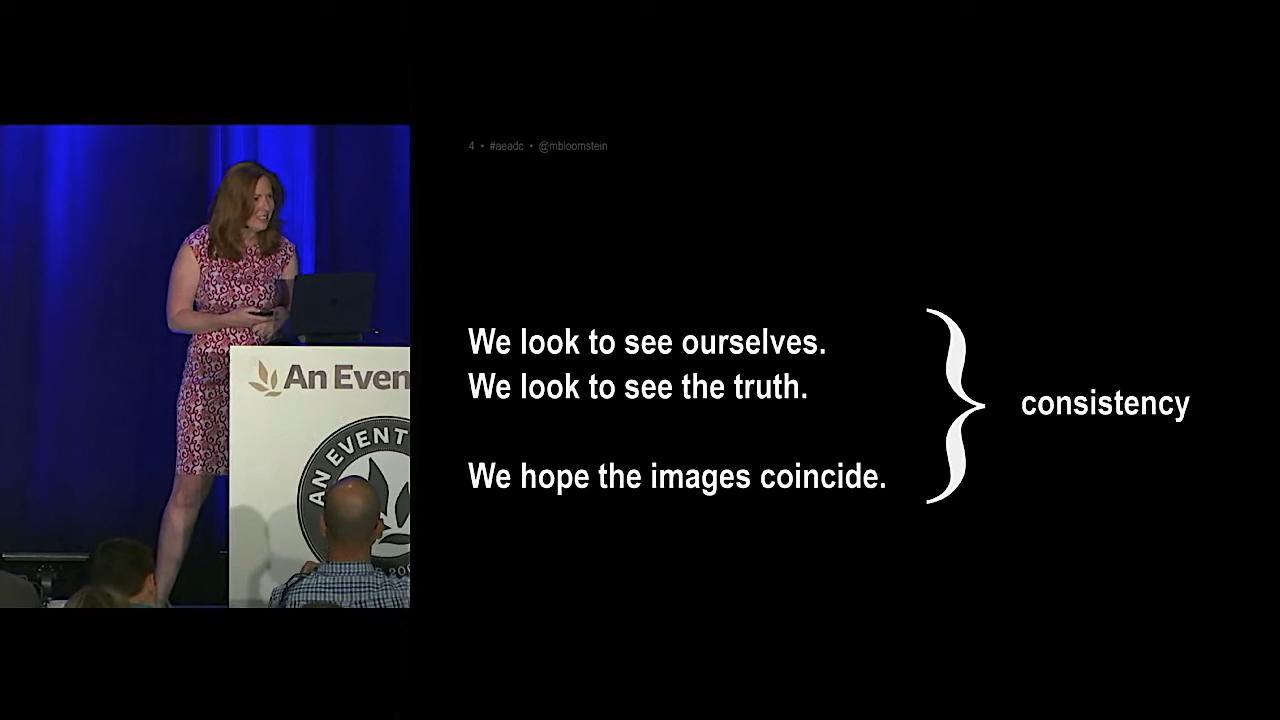 4 • #aeadc • @mbloomstein
We look to see ourselves.
We look to see the truth.
We hope the images coincide.
consistency
An Even
AN EVENT